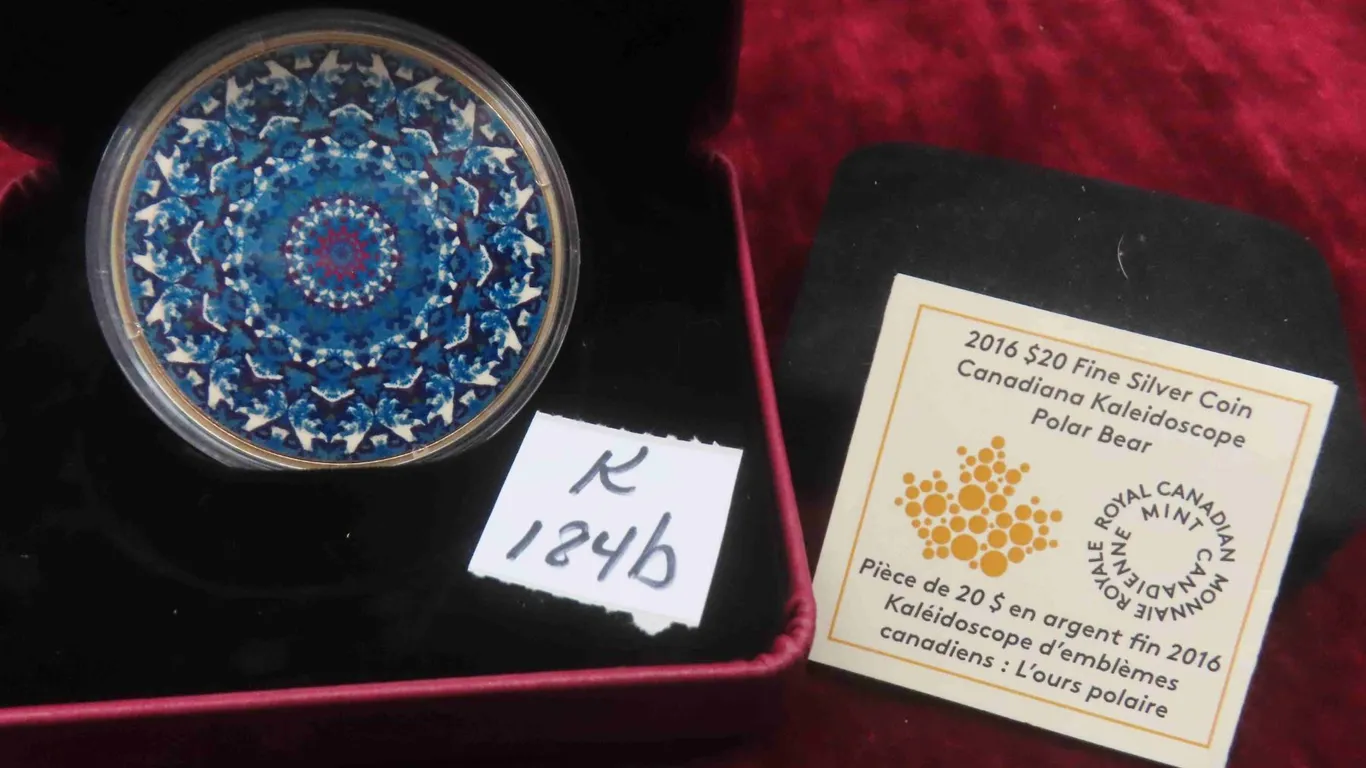 K
184b
2016 $20 Fine Silver Coin
Canadiana Kaleidoscope
Polar Bear
ROYAL CANADIAN MINT
MONNAIE ROYALE CANADIENNE
Pièce de 20 $ en argent fin 2016
Kaléidoscope d'emblèmes
canadiens : L'ours polaire